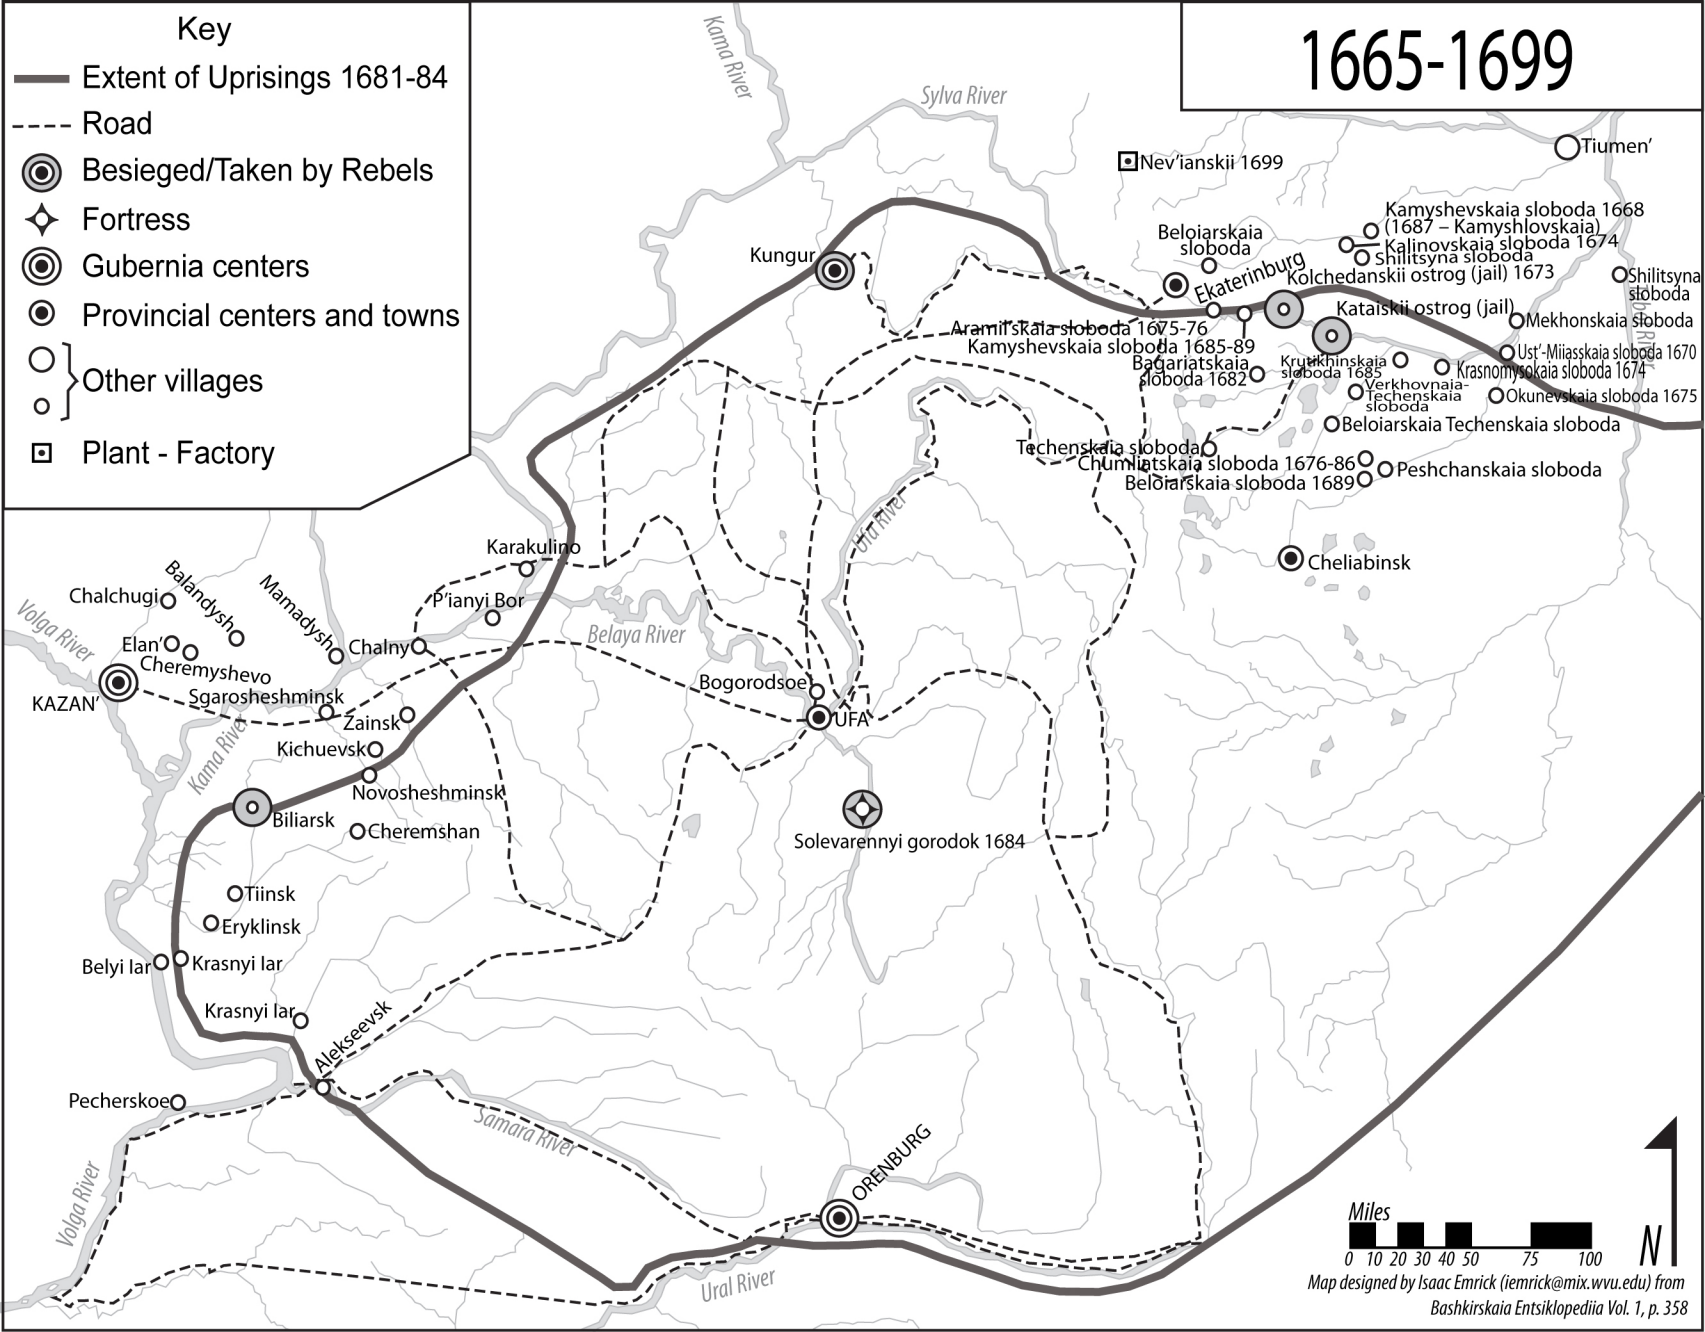 Key
Extent of Uprisings 1681-84
Road
Besieged/Taken by Rebels
Fortress
Gubernia centers
Provincial centers and towns
Other villages
Plant - Factory
1665-1699
Kama River
Sylva River
Nev'ianskii 1699
Tiumen'
Kamyshevskaia sloboda 1668
(1687 – Kamyshlovskaia)
Kalinovskaia sloboda 1674
Shilitsyna sloboda
Beloiarskaia
sloboda
Kungur
Ekaterinburg
Kolchedanskii ostrog (jail) 1673
Shilitsyna
sloboda
Kataiskii ostrog (jail)
Mekhonskaia sloboda
Tobol River
Aramil'skaia sloboda 1675-76
Kamyshevskaia sloboda 1685-89
Bagariatskaia
sloboda 1682
Krutikhinskaia
sloboda 1685
Ust'-Miiasskaia sloboda 1670
Krasnomysokaia sloboda 1674
Verkhovnaia-
Techenskaia
sloboda
Okunevskaia sloboda 1675
Beloiarskaia Techenskaia sloboda
Techenskaia sloboda
Chumliatskaia sloboda 1676-86
Beloiarskaia sloboda 1689
Peshchanskaia sloboda
Ufa River
Karakulino
Cheliabinsk
Chalchugi
Balandysh
Mamadysh
P'ianyi Bor
Volga River
Elan'
Cheremyshevo
Chalny
Belaya River
KAZAN'
Sgarosheshminsk
Zainsk
Bogorodsoe
UFA
Kama River
Kichuevsk
Novosheshminsk
Biliarsk
Cheremshan
Solevarennyi gorodok 1684
Tiinsk
Eryklinsk
Belyi Iar
Krasnyi Iar
Krasnyi Iar
Alekseevsk
Pecherskoe
Samara River
ORENBURG
Volga River
Ural River
Miles
0 10 20 30 40 50 75 100
N
Map designed by Isaac Emrick (iemrick@mix.wvu.edu) from
Bashkirskaia Entsiklopediia Vol. 1, p. 358